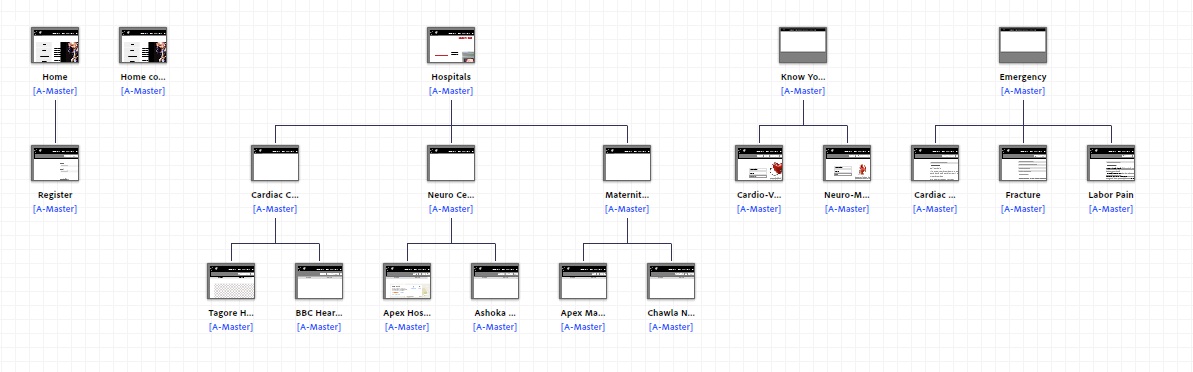 Home
[A-Master]
Home co...
[A-Master]
Hospitals
[A-Master]
Know Yo...
[A-Master]
Emergency
[A-Master]
Register
[A-Master]
Cardiac C...
[A-Master]
Neuro Ce...
[A-Master]
Maternit...
[A-Master]
Cardio-V...
[A-Master]
Neuro-M...
[A-Master]
Cardiac ...
[A-Master]
Fracture
[A-Master]
Labor Pain
[A-Master]
Tagore H...
[A-Master]
BBC Hear...
[A-Master]
Apex Hos...
[A-Master]
Ashoka ...
[A-Master]
Apex Ma...
[A-Master]
Chawla N...
[A-Master]